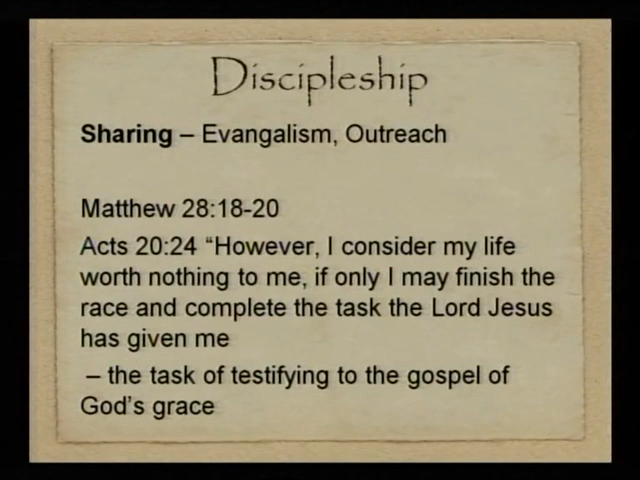 Discipleship
Sharing – Evangalism, Outreach
Matthew 28:18-20
Acts 20:24 “However, I consider my life
worth nothing to me, if only I may finish the
race and complete the task the Lord Jesus
has given me
– the task of testifying to the gospel of
God’s grace